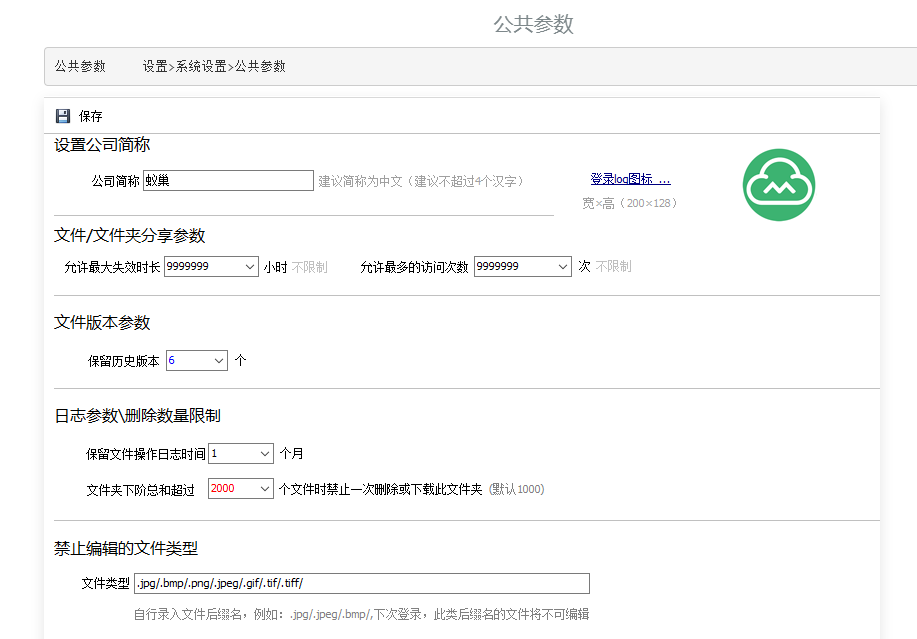 公共参数
公共参数 设置>系统设置>公共参数
保存
设置公司简称
公司简称 蚁巢 建议简称为中文（建议不超过4个汉字） 登录log图标 ...
宽×高（200×128）
文件/文件夹分享参数
允许最大失效时长 9999999 小时 不限制 允许最多的访问次数 9999999 次 不限制
文件版本参数
保留历史版本 6 个
日志参数\删除数量限制
保留文件操作日志时间 1 个月
文件夹下阶总和超过 2000 个文件时禁止一次删除或下载此文件夹 (默认1000)
禁止编辑的文件类型
文件类型 .jpg/.bmp/.png/.jpeg/.gif/.tif/.tiff/
自行录入文件后缀名，例如：.jpg/.jpeg/.bmp/,下次登录，此类后缀名的文件将不可编辑